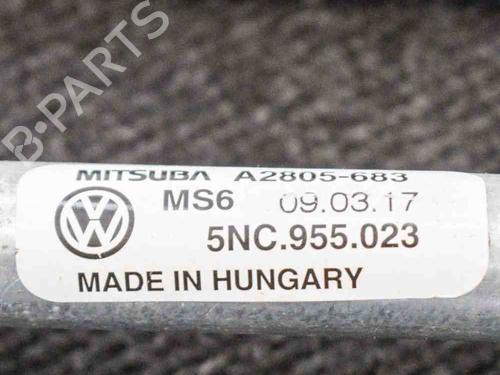 B-PARTS
MITSUBA A2805-683
MS6 09.03.17
5NC.955.023
MADE IN HUNGARY